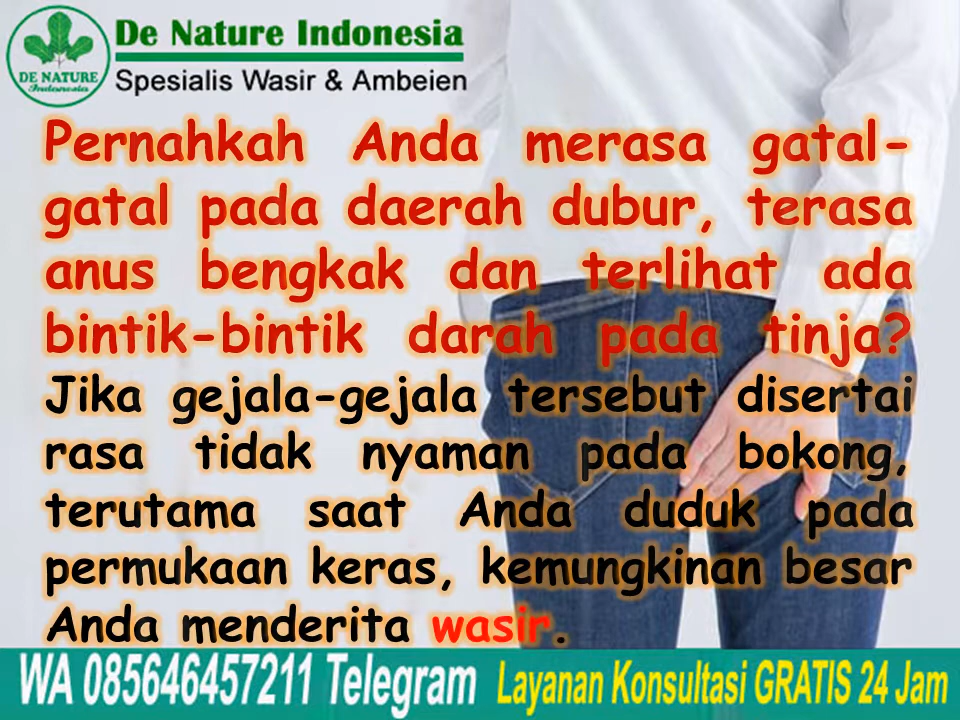 De Nature Indonesia
DE NATURE
Indonesia
Spesialis Wasir & Ambeien
Pernahkah Anda merasa gatal-
gatal pada daerah dubur, terasa
anus bengkak dan terlihat ada
bintik-bintik darah pada tinja?
Jika gejala-gejala tersebut disertai
rasa tidak nyaman pada bokong,
terutama saat Anda duduk pada
permukaan keras, kemungkinan besar
Anda menderita wasir.
WA 085646457211 Telegram Layanan Konsultasi GRATIS 24 Jam